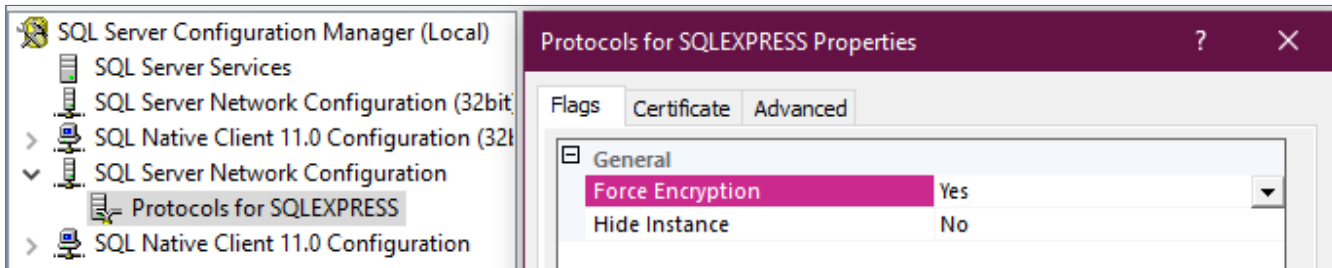 SQL Server Configuration Manager (Local)
SQL Server Services
SQL Server Network Configuration (32bit
SQL Native Client 11.0 Configuration (32b
SQL Server Network Configuration
Protocols for SQLEXPRESS
SQL Native Client 11.0 Configuration
Protocols for SQLEXPRESS Properties ? ×
Flags Certificate Advanced
General
Force Encryption Yes
Hide Instance No